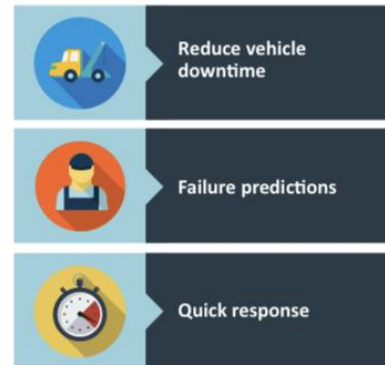 Reduce vehicle
downtime
Failure predictions
Quick response